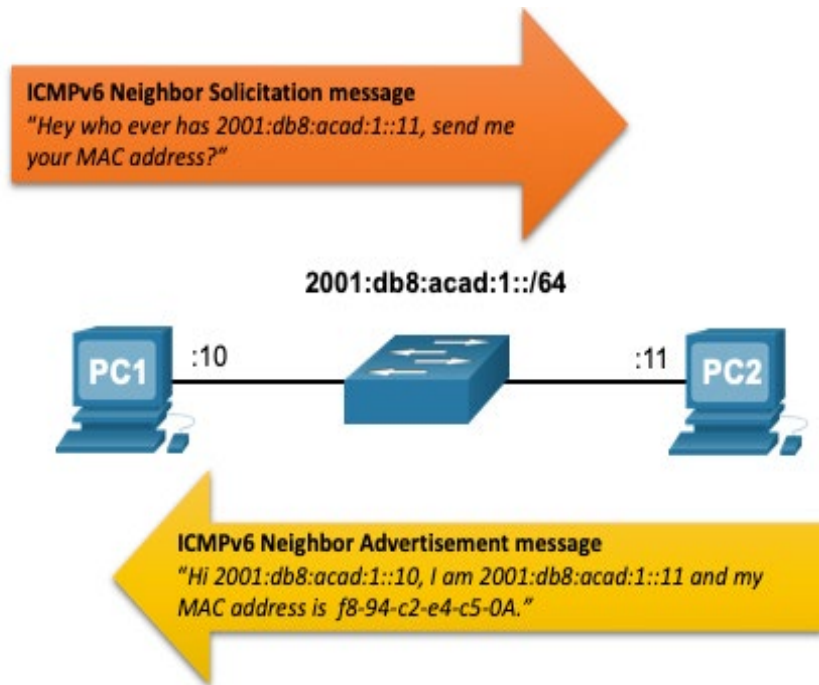 ICMPv6 Neighbor Solicitation message
"Hey who ever has 2001:db8:acad:1::11, send me
your MAC address?"
2001:db8:acad:1::/64
PC1
:10
:11
PC2
ICMPv6 Neighbor Advertisement message
"Hi 2001:db8:acad:1::10, I am 2001:db8:acad:1::11 and my
MAC address is f8-94-c2-e4-c5-0A."